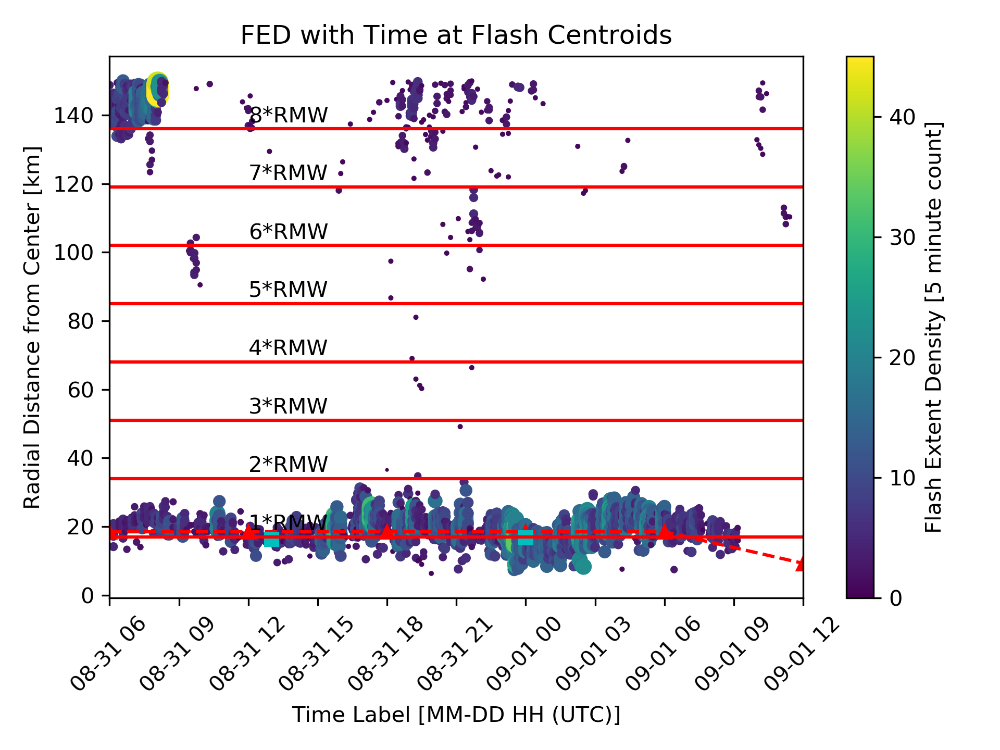 FED with Time at Flash Centroids
Radial Distance from Center [km]
140
120
100
80
60
40
20
0
8*RMW
7*RMW
6*RMW
5*RMW
4*RMW
3*RMW
2*RMW
1*RMW
08-31 06
08-31 09
08-31 12
08-31 15
08-31 18
08-31 21
09-01 00
09-01 03
09-01 06
09-01 09
09-01 12
Time Label [MM-DD HH (UTC)]
40
30
20
10
0
Flash Extent Density [5 minute count]